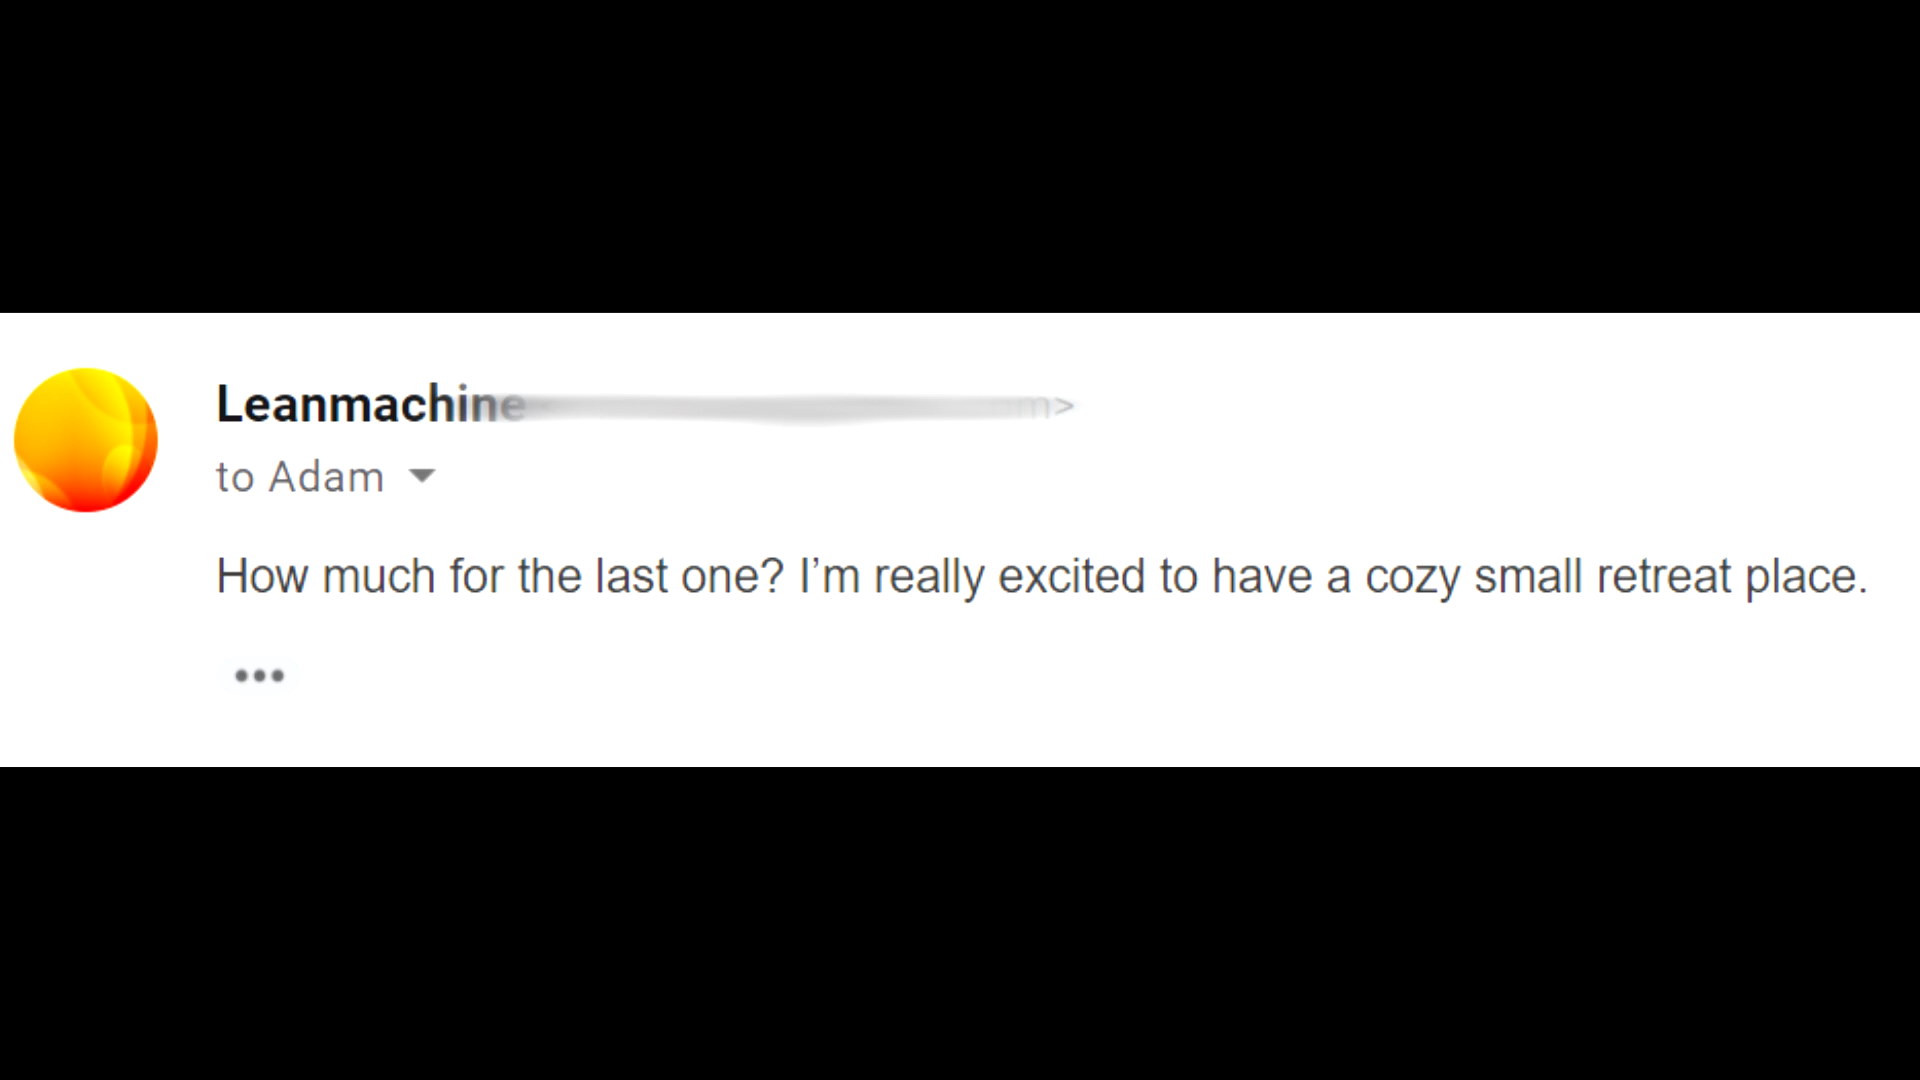 Leanmachine
to Adam
How much for the last one? I’m really excited to have a cozy small retreat place.